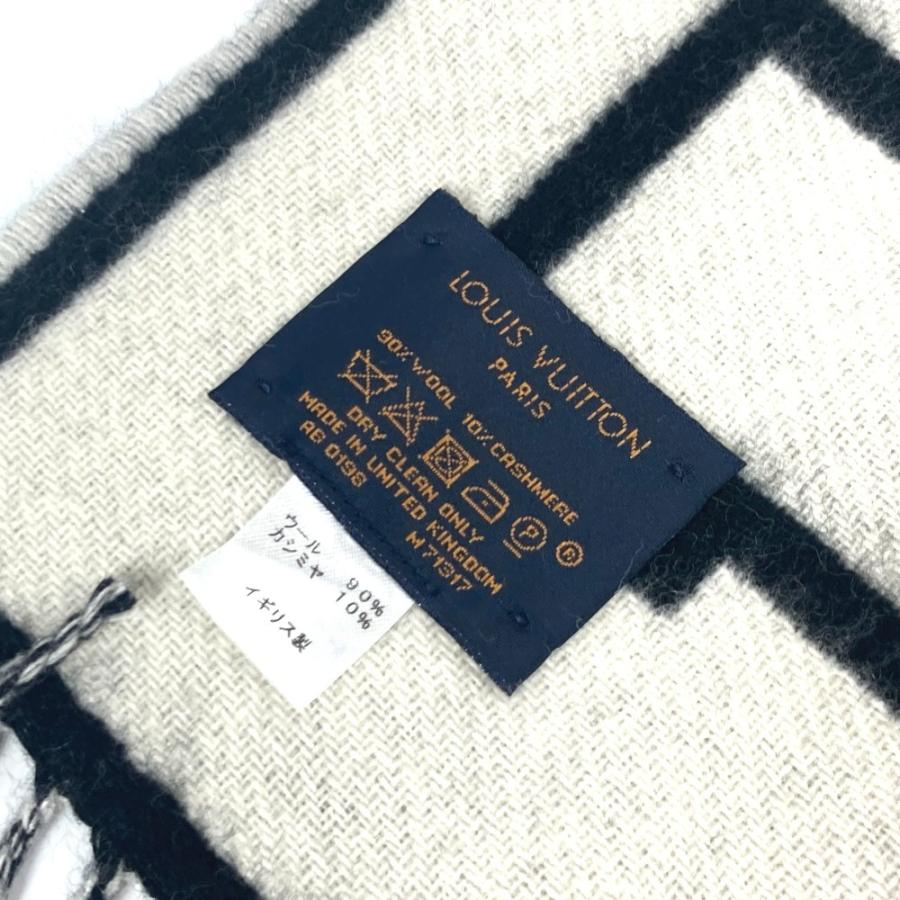 LOUIS VUITTON
PARIS
90% WOOL 10% CASHMERE
P ®
DRY CLEAN ONLY
MADE IN UNITED KINGDOM
AB 0198 M71317
ウール 90%
カシミヤ 10%
イギリス製